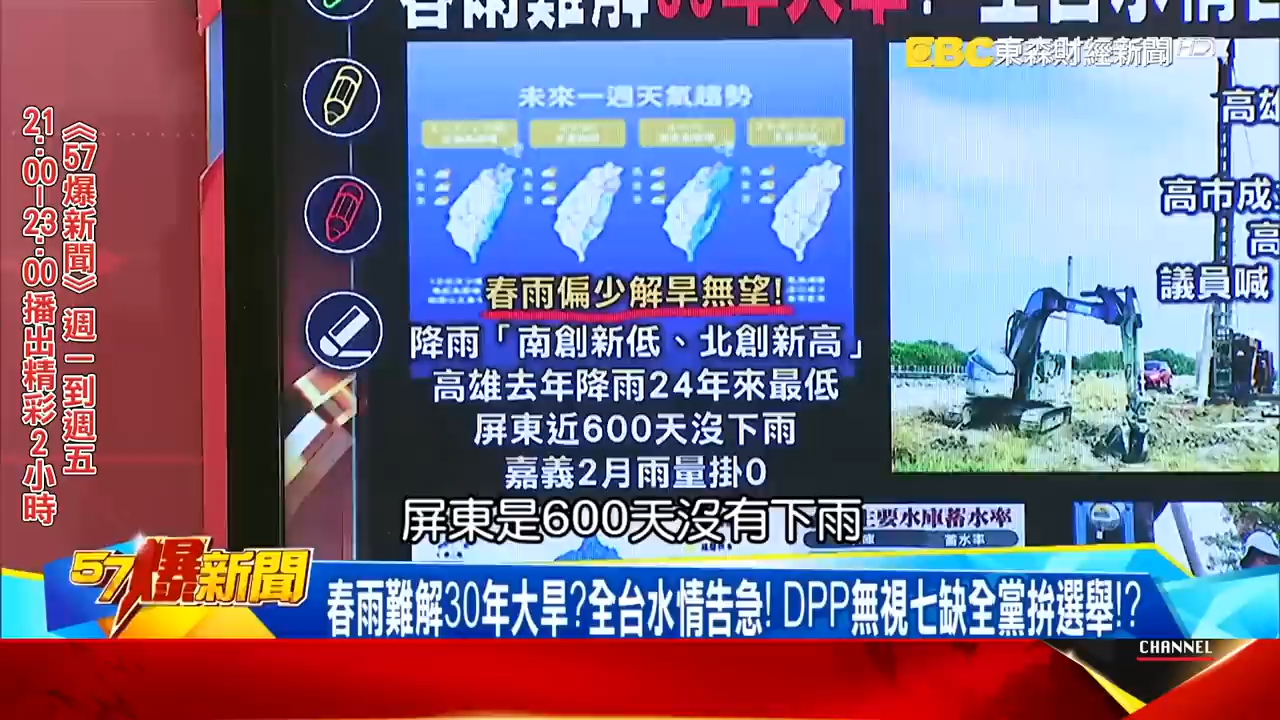 春雨難解30年大旱?全台水情告
EBC東森財經新聞HD
未來一週天氣趨勢
春雨偏少解旱無望!
降雨「南創新低、北創新高」
高雄去年降雨24年來最低
屏東近600天沒下雨
嘉義2月雨量掛0
屏東是600天沒有下雨
高雄
高市成
高
議員喊
主要水庫蓄水率
蓄水率
《57爆新聞》週一到週五
21:00-23:00播出精彩2小時
57爆新聞
春雨難解30年大旱?全台水情告急! DPP無視七缺全黨拚選舉!?
CHANNEL